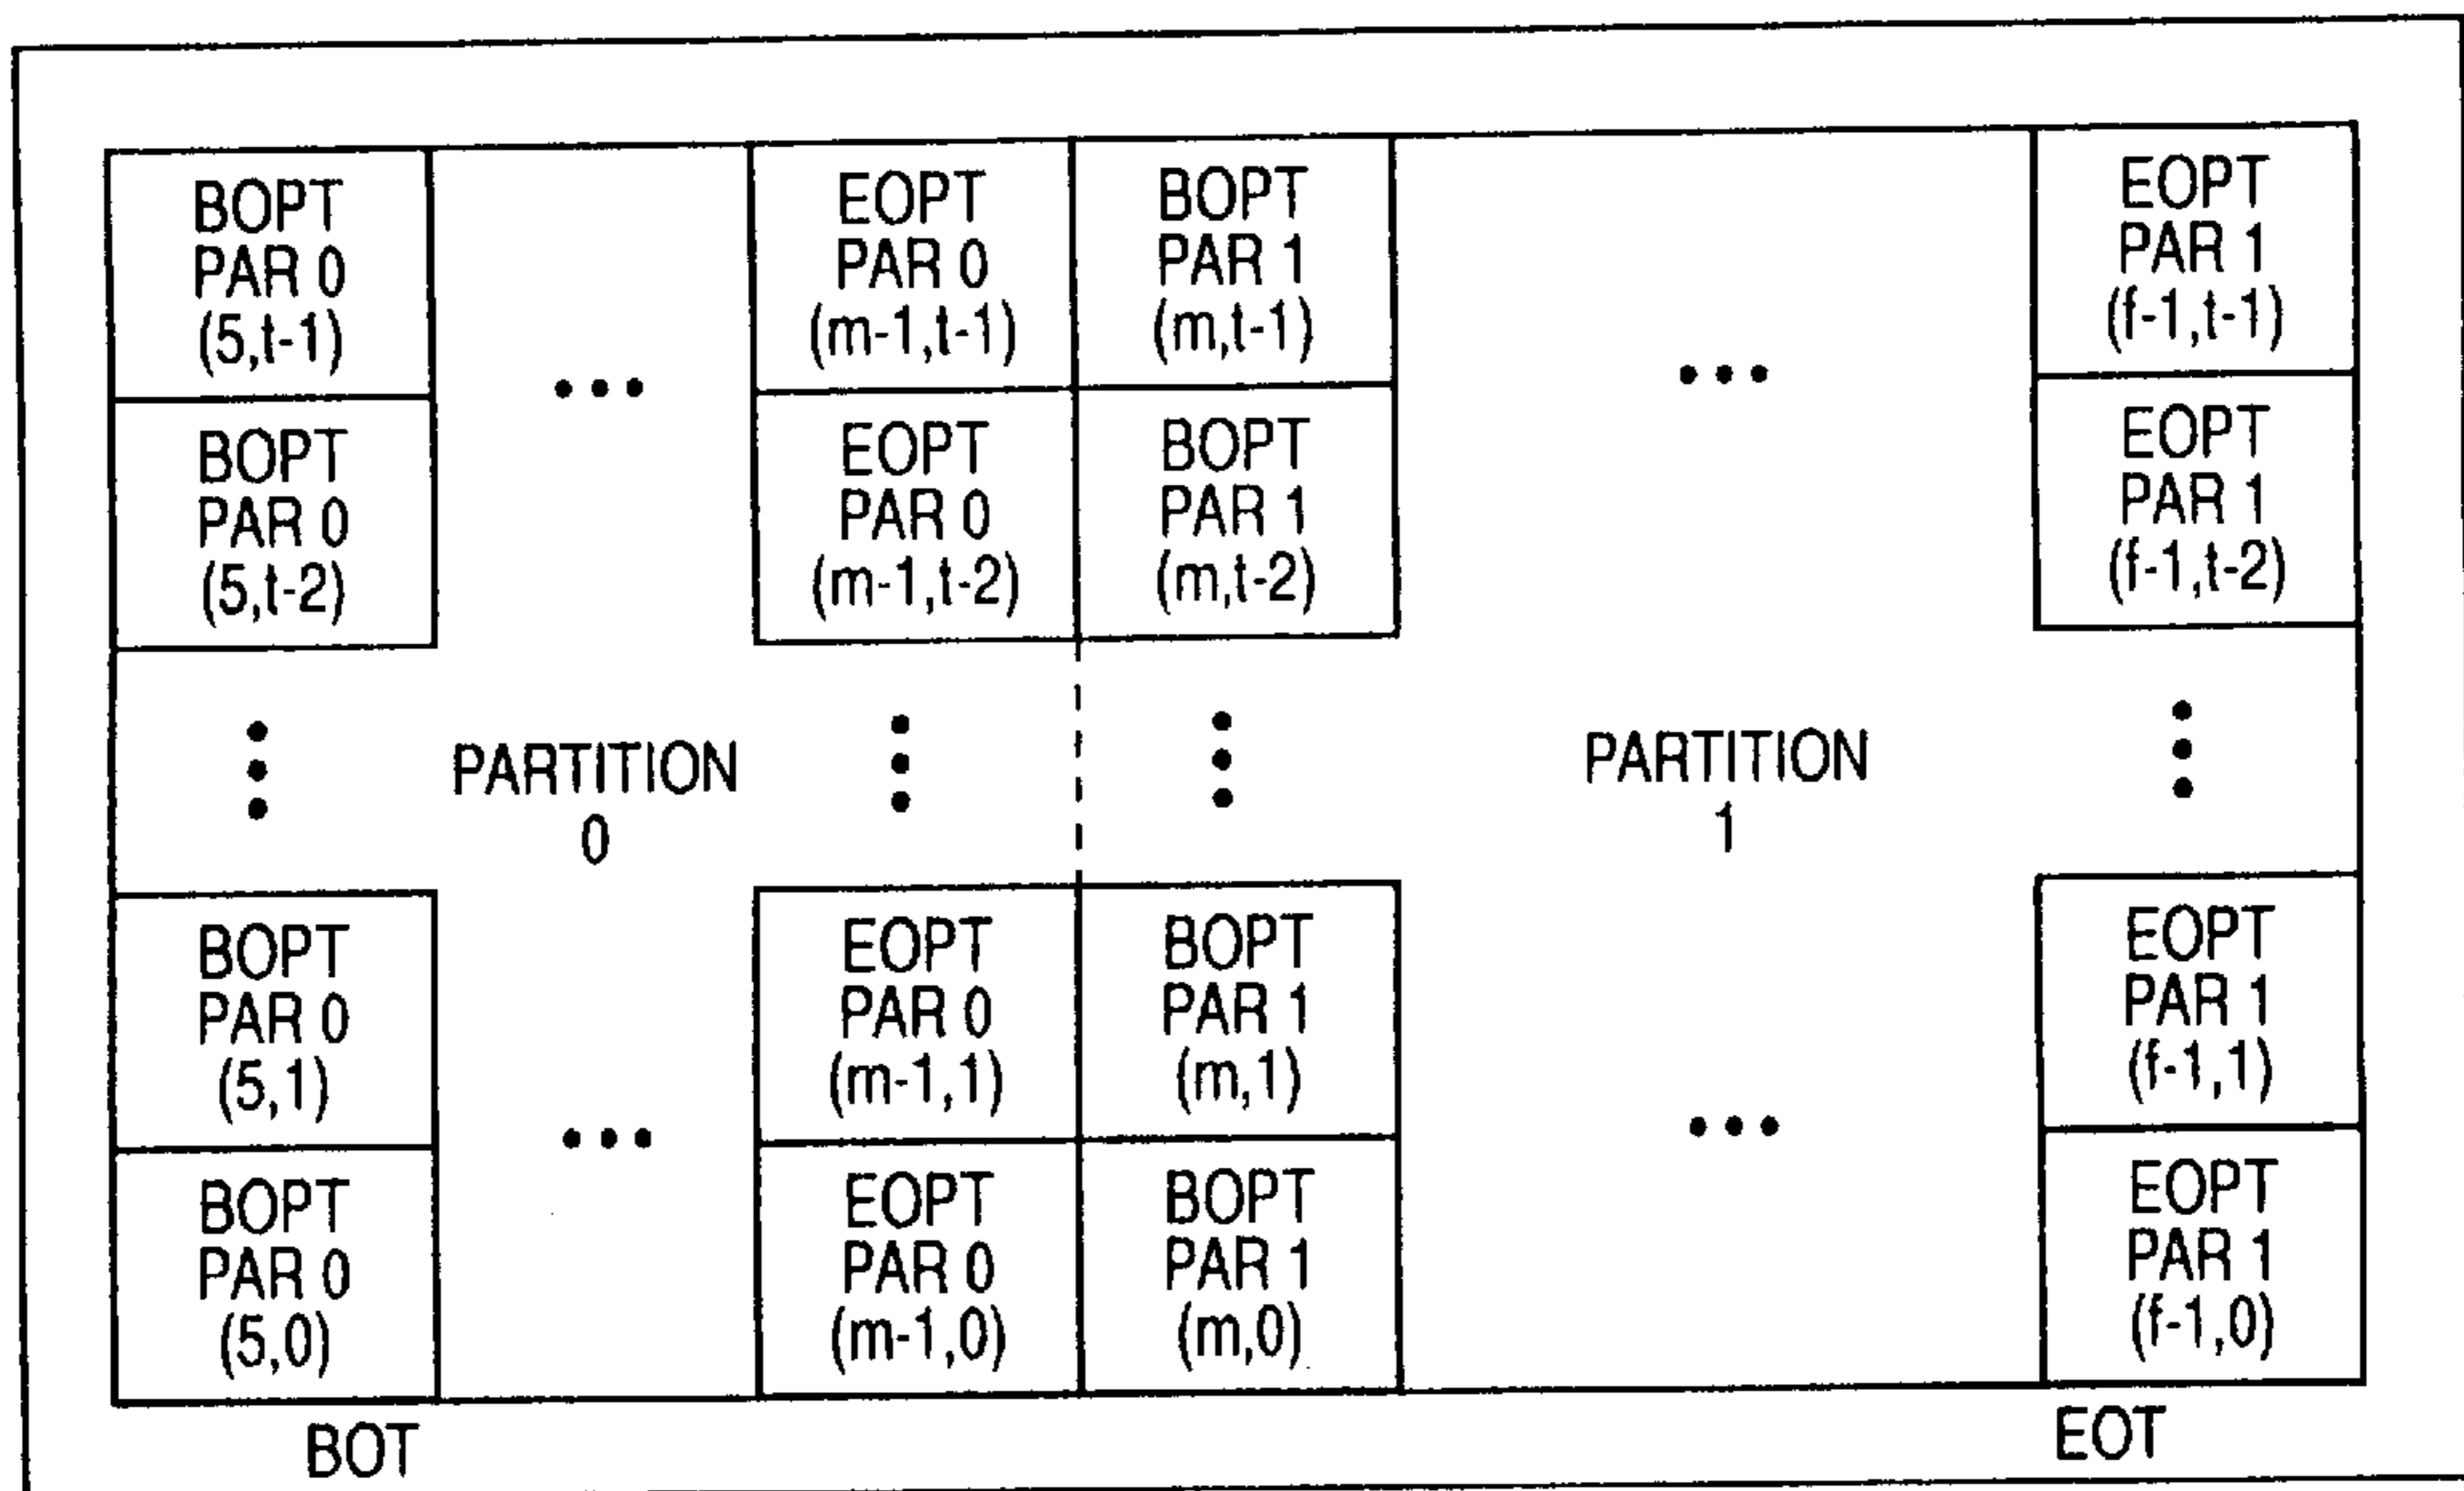 BOPT
PAR 0
(5,t-1)
EOPT
PAR 0
(m-1,t-1)
BOPT
PAR 1
(m,t-1)
EOPT
PAR 1
(f-1,t-1)
BOPT
PAR 0
(5,t-2)
EOPT
PAR 0
(m-1,t-2)
BOPT
PAR 1
(m,t-2)
EOPT
PAR 1
(f-1,t-2)
PARTITION
0
PARTITION
1
BOPT
PAR 0
(5,1)
EOPT
PAR 0
(m-1,1)
BOPT
PAR 1
(m,1)
EOPT
PAR 1
(f-1,1)
BOPT
PAR 0
(5,0)
EOPT
PAR 0
(m-1,0)
BOPT
PAR 1
(m,0)
EOPT
PAR 1
(f-1,0)
BOT
EOT